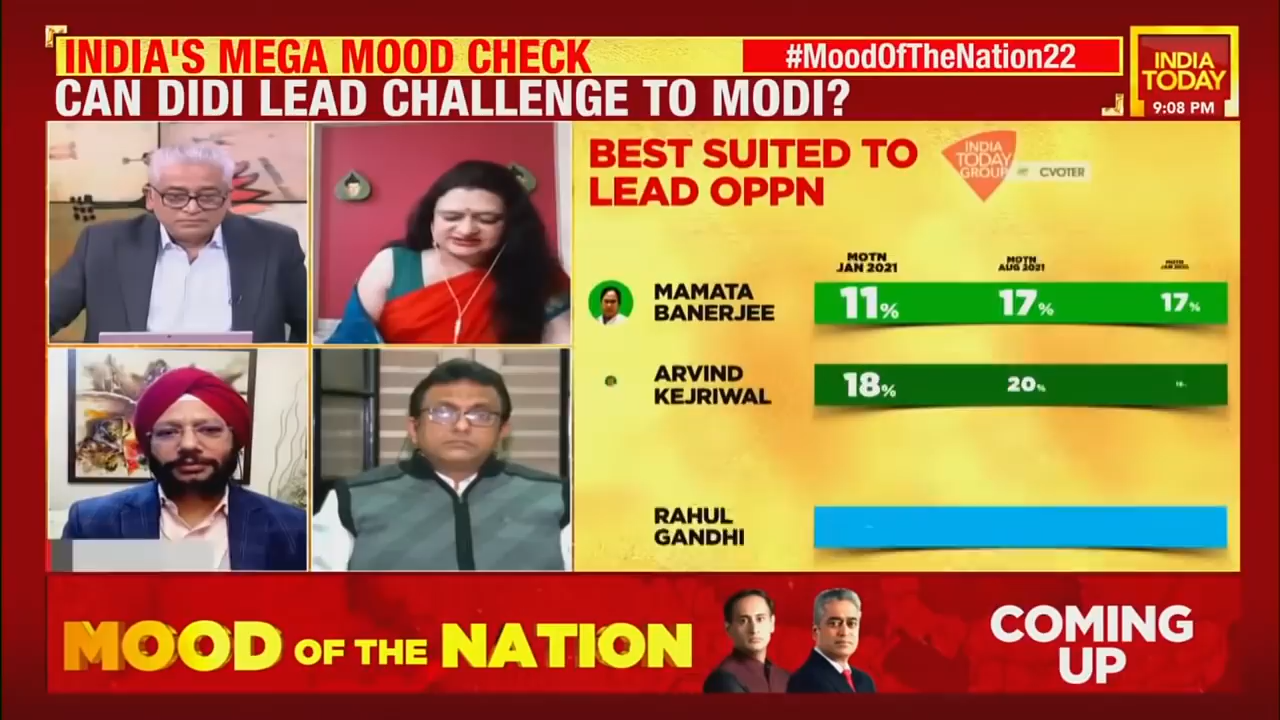 INDIA'S MEGA MOOD CHECK
#MoodOfTheNation22
CAN DIDI LEAD CHALLENGE TO MODI?
INDIA
TODAY
9:08 PM
BEST SUITED TO
LEAD OPPN
INDIA
TODAY
GROUP
CVOTER
MOTN
JAN 2021
MOTN
AUG 2021
MOTN
MAMATA
BANERJEE
11% 17% 17%
ARVIND
KEJRIWAL
18% 20%
RAHUL
GANDHI
MOOD OF THE NATION
COMING
UP